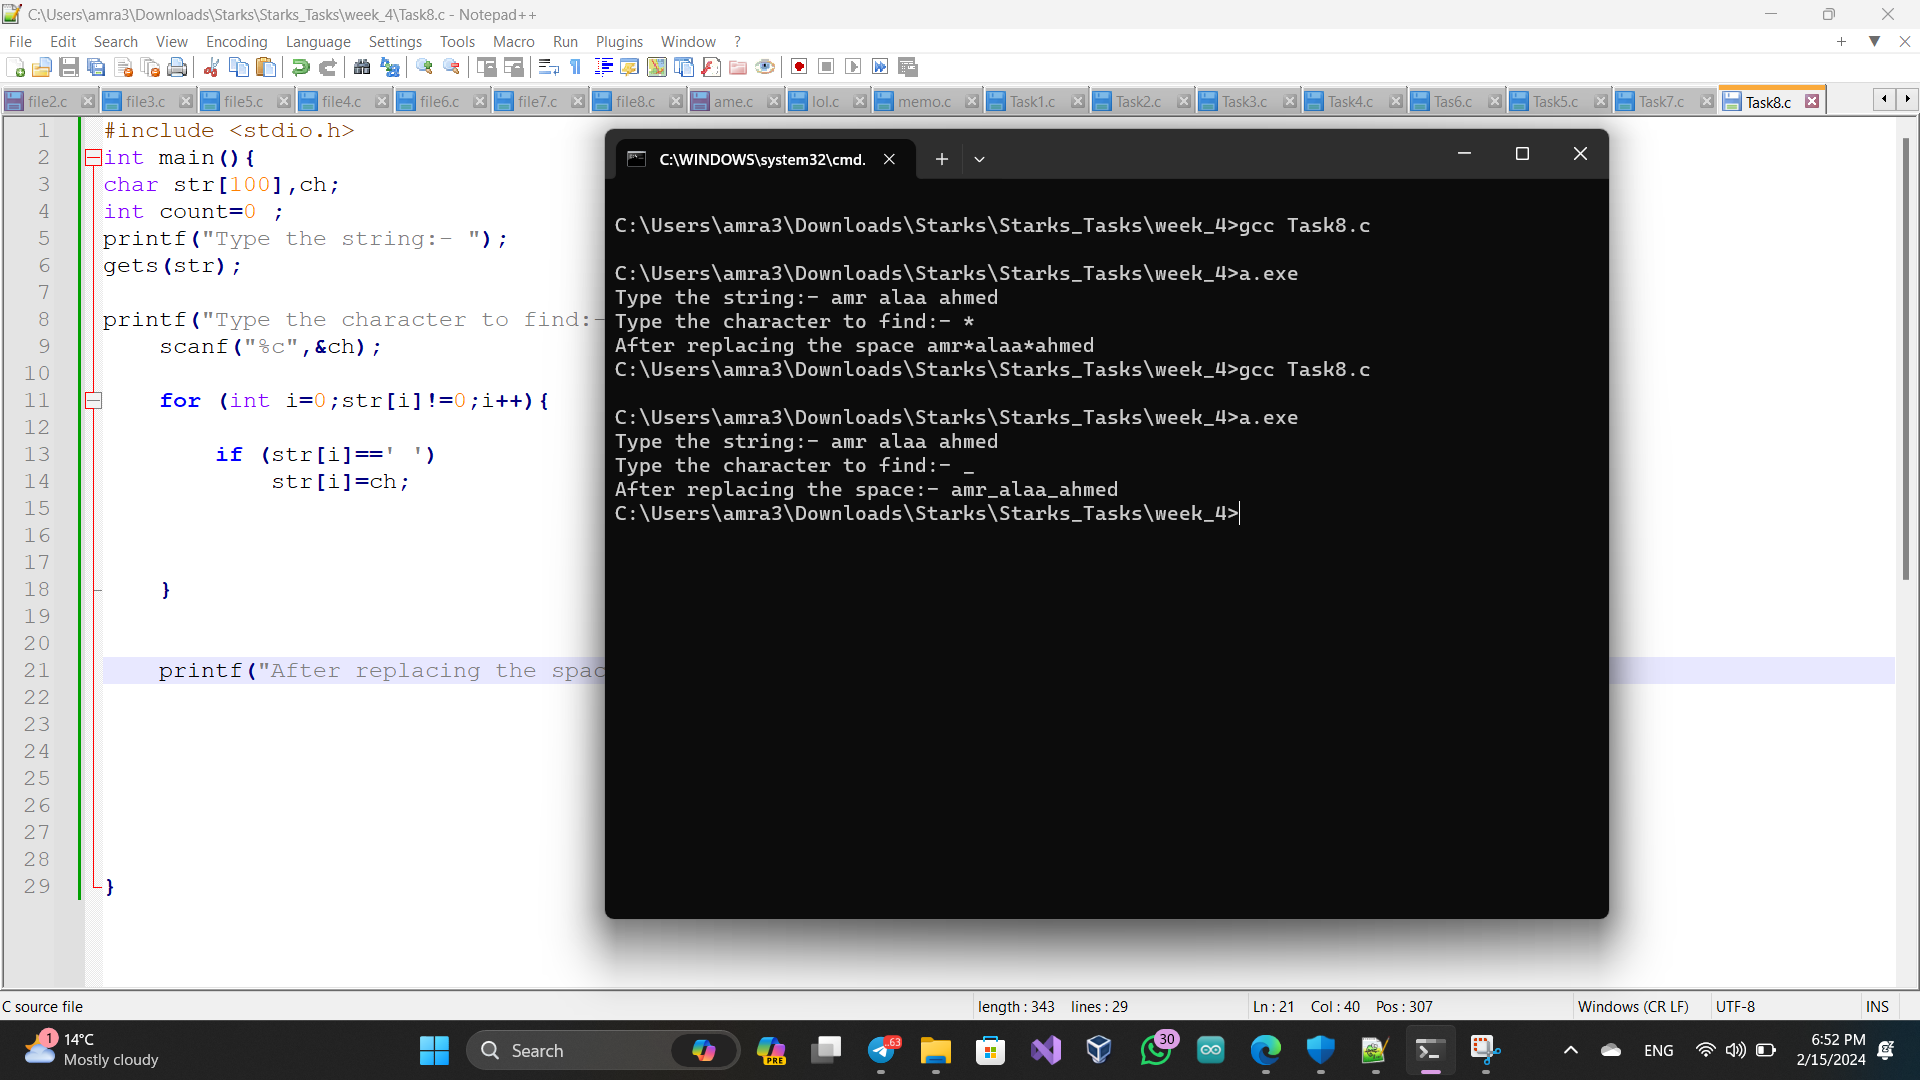 C:\Users\amra3\Downloads\Starks\Starks_Tasks\week_4\Task8.c - Notepad++
File Edit Search View Encoding Language Settings Tools Macro Run Plugins Window ?
file2.c file3.c file5.c file4.c file6.c file7.c file8.c ame.c lol.c memo.c Task1.c Task2.c Task3.c Task4.c Tas6.c Task5.c Task7.c Task8.c
1 #include <stdio.h>
2 int main(){
3 char str[100],ch;
4 int count=0 ;
5 printf("Type the string:- ");
6 gets(str);
7
8 printf("Type the character to find:-
9 scanf("%c",&ch);
10
11 for (int i=0;str[i]!=0;i++){
12
13 if (str[i]==' ')
14 str[i]=ch;
15
16
17
18 }
19
20
21 printf("After replacing the spac
22
23
24
25
26
27
28
29 }
C:\WINDOWS\system32\cmd.
C:\Users\amra3\Downloads\Starks\Starks_Tasks\week_4>gcc Task8.c
C:\Users\amra3\Downloads\Starks\Starks_Tasks\week_4>a.exe
Type the string:- amr alaa ahmed
Type the character to find:- *
After replacing the space amr*alaa*ahmed
C:\Users\amra3\Downloads\Starks\Starks_Tasks\week_4>gcc Task8.c
C:\Users\amra3\Downloads\Starks\Starks_Tasks\week_4>a.exe
Type the string:- amr alaa ahmed
Type the character to find:- _
After replacing the space:- amr_alaa_ahmed
C:\Users\amra3\Downloads\Starks\Starks_Tasks\week_4>
C source file length : 343 lines : 29 Ln : 21 Col : 40 Pos : 307 Windows (CR LF) UTF-8 INS
1 14°C
Mostly cloudy
Search
PRE
.63
30
ENG
6:52 PM
2/15/2024